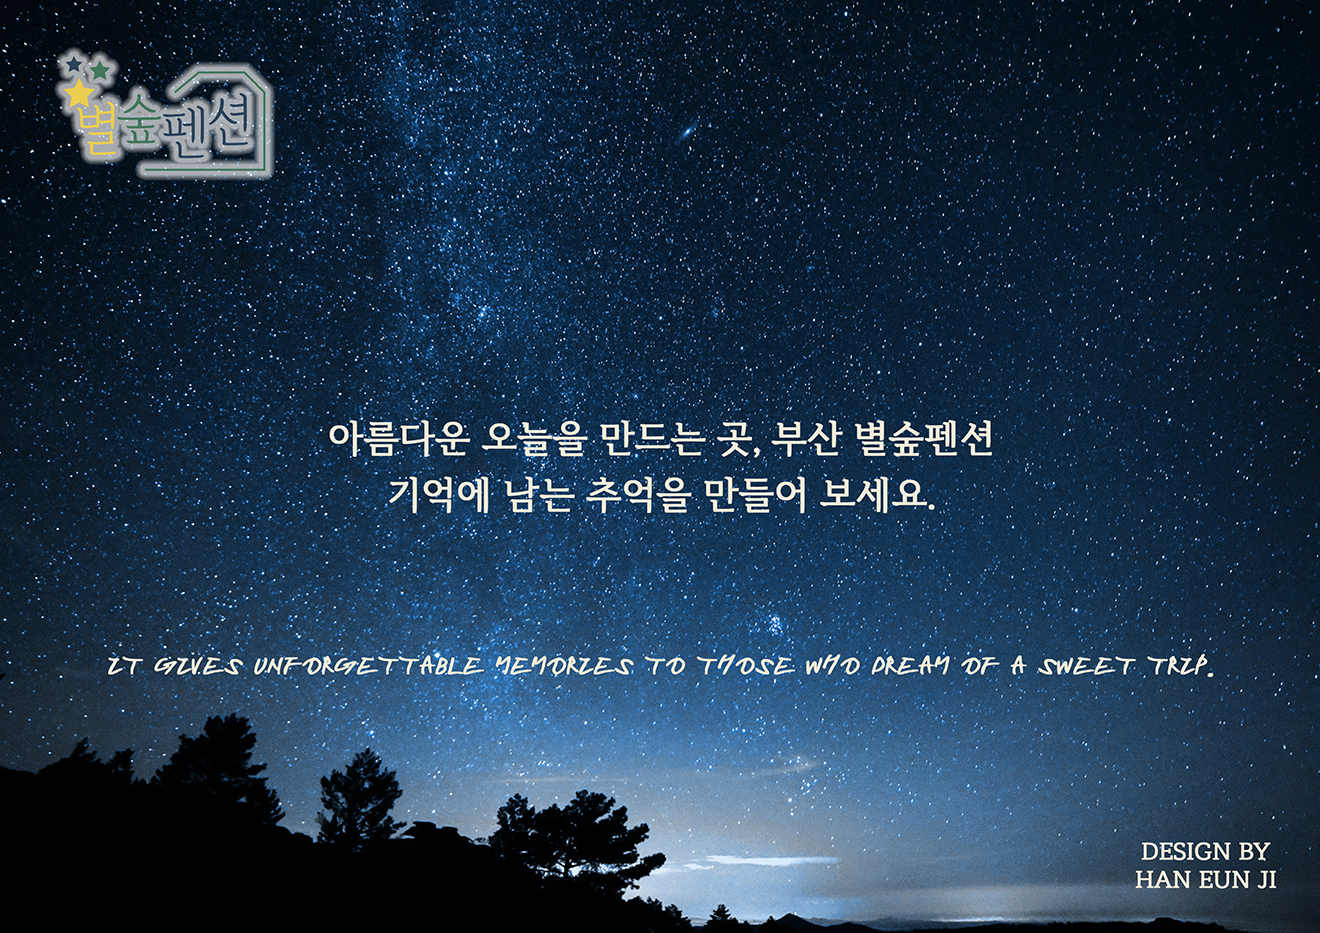 별숲펜션
아름다운 오늘을 만드는 곳, 부산 별숲펜션
기억에 남는 추억을 만들어 보세요.
IT GIVES UNFORGETTABLE MEMORIES TO THOSE WHO DREAM OF A SWEET TRIP.
DESIGN BY
HAN EUN JI